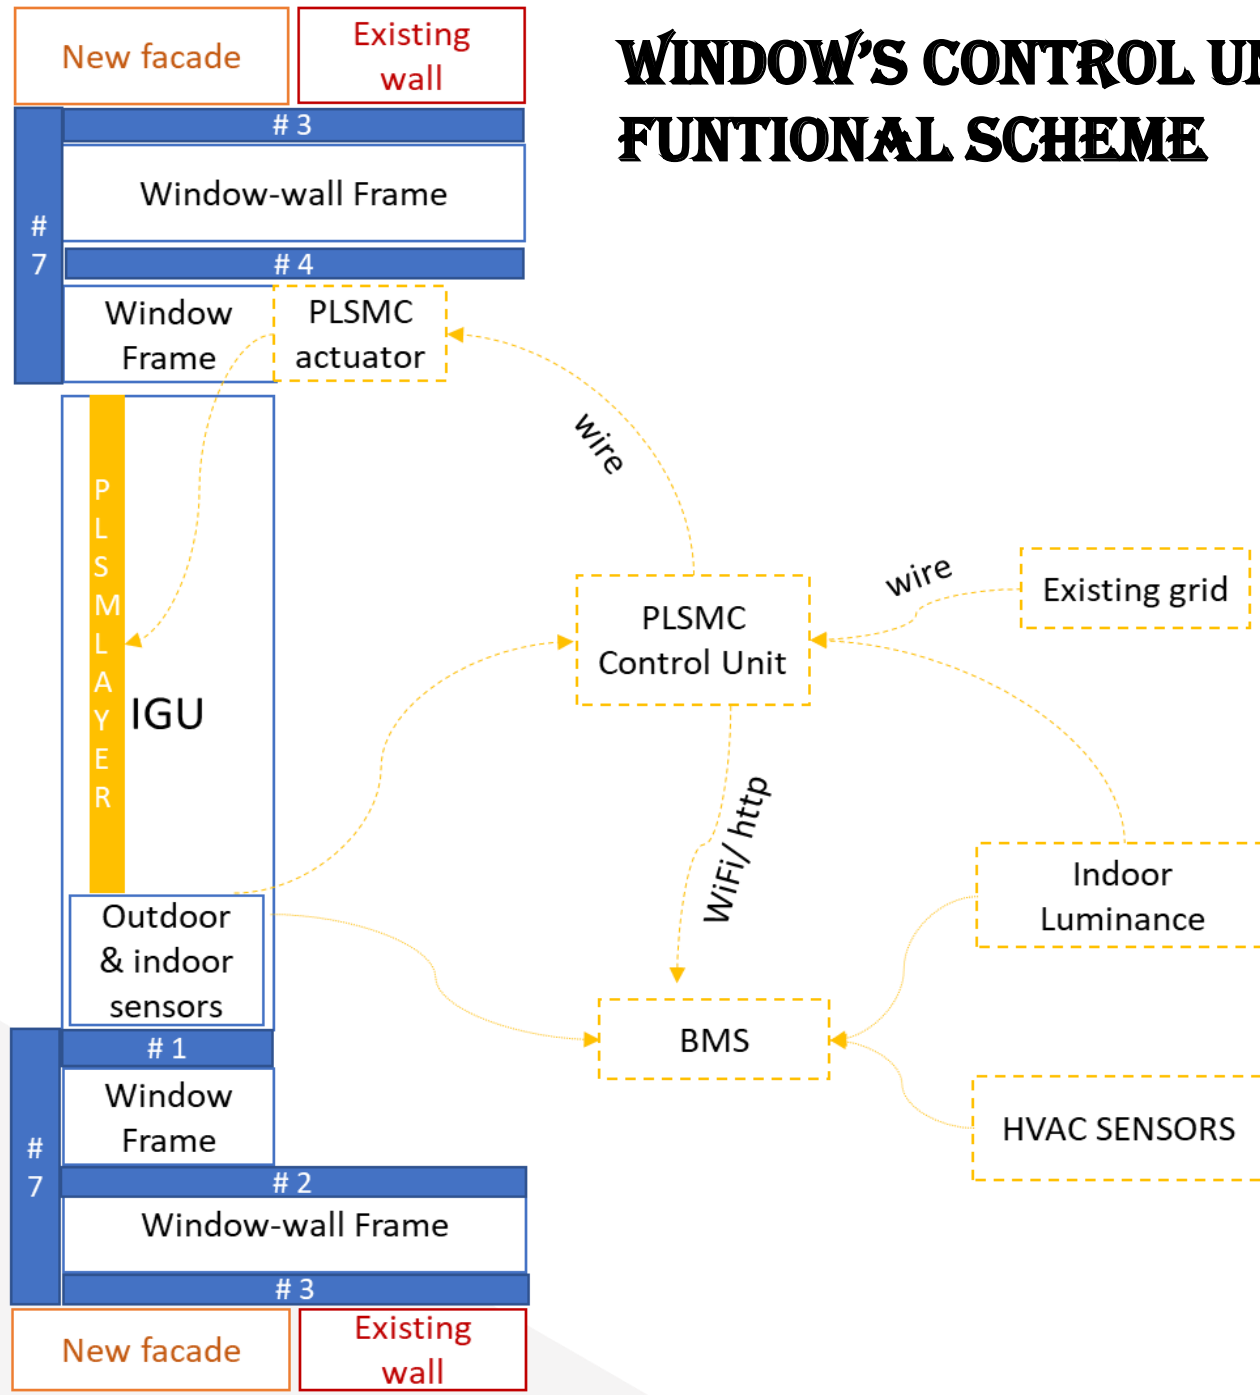 WINDOW'S CONTROL UN
FUNTIONAL SCHEME
New facade
Existing
wall
# 3
Window-wall Frame
#
7
# 4
Window
Frame
PLSMC
actuator
wire
PLSMLAYER
IGU
PLSMC
Control Unit
wire
Existing grid
WiFi/ http
Indoor
Luminance
Outdoor
& indoor
sensors
BMS
HVAC SENSORS
# 1
Window
Frame
#
7
# 2
Window-wall Frame
# 3
New facade
Existing
wall